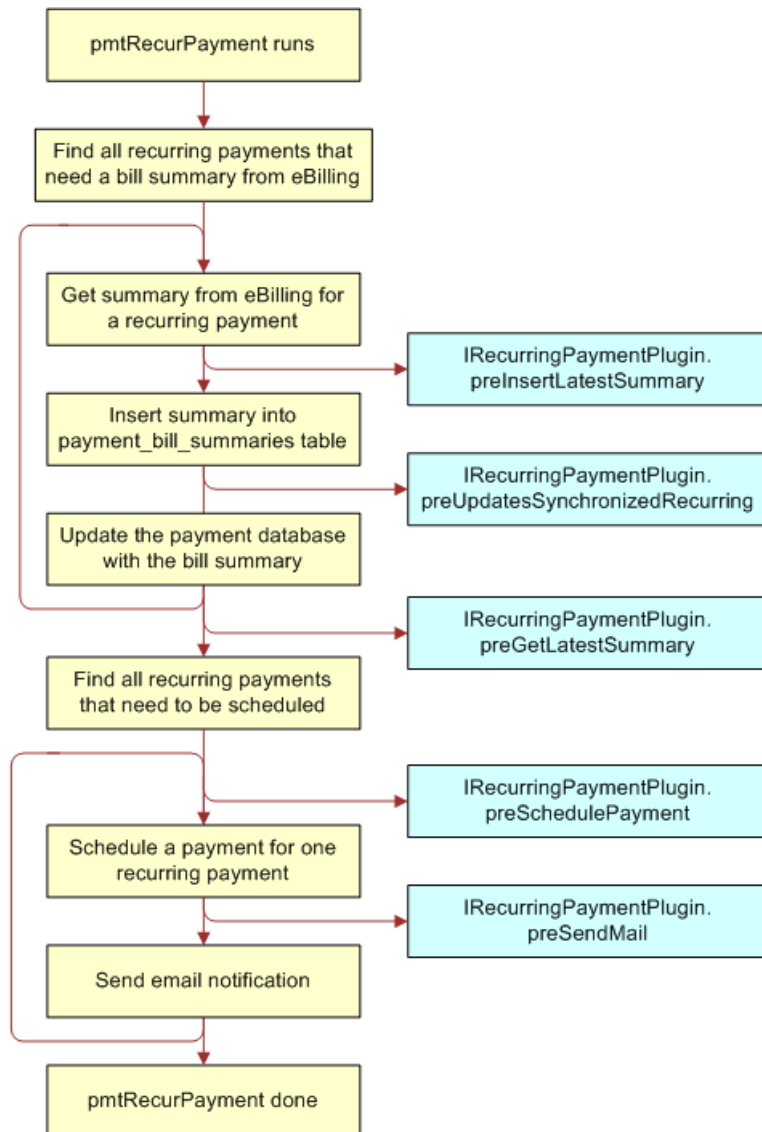 pmtRecurPayment runs
Find all recurring payments that
need a bill summary from eBilling
Get summary from eBilling for
a recurring payment
IRecurringPaymentPlugin.
preInsertLatestSummary
Insert summary into
payment_bill_summaries table
IRecurringPaymentPlugin.
preUpdatesSynchronizedRecurring
Update the payment database
with the bill summary
IRecurringPaymentPlugin.
preGetLatestSummary
Find all recurring payments
that need to be scheduled
IRecurringPaymentPlugin.
preSchedulePayment
Schedule a payment for one
recurring payment
IRecurringPaymentPlugin.
preSendMail
Send email notification
pmtRecurPayment done